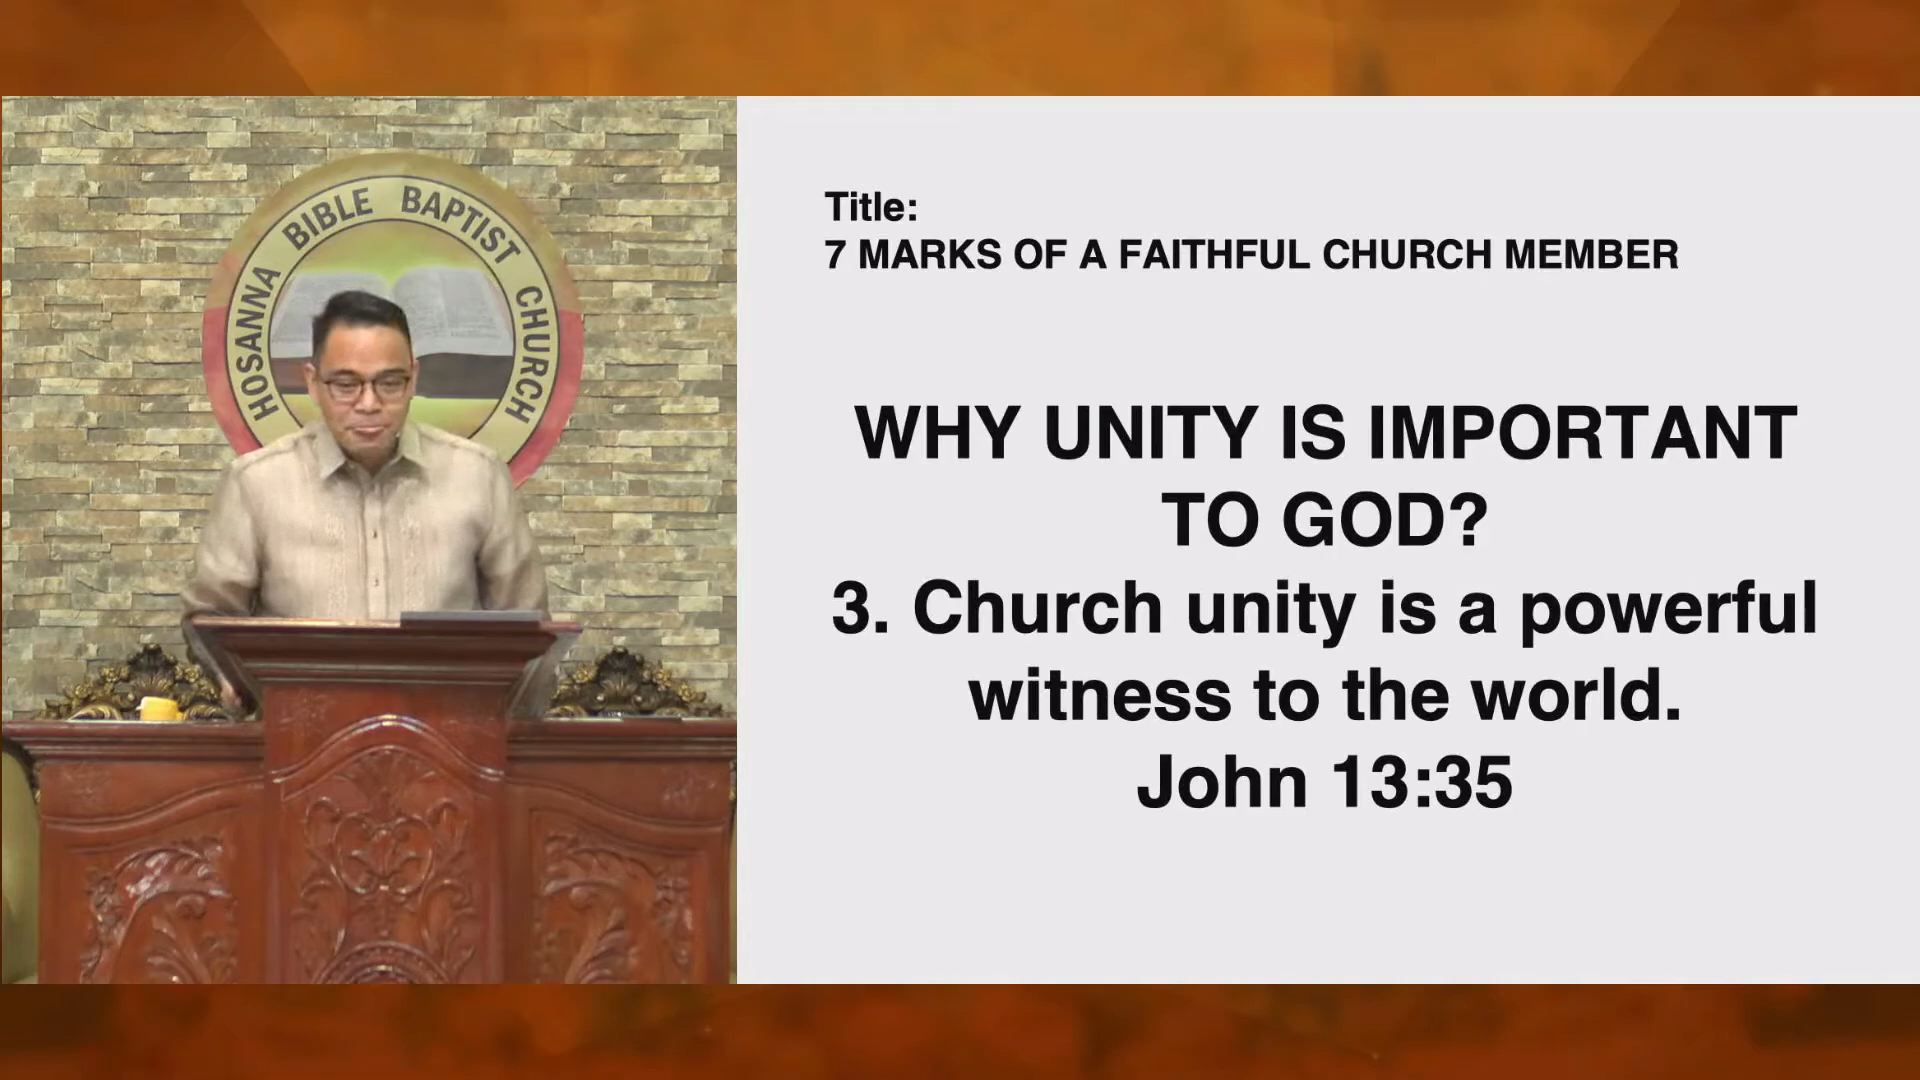 HOSANNA BIBLE BAPTIST CHURCH
Title:
7 MARKS OF A FAITHFUL CHURCH MEMBER
WHY UNITY IS IMPORTANT
TO GOD?
3. Church unity is a powerful
witness to the world.
John 13:35